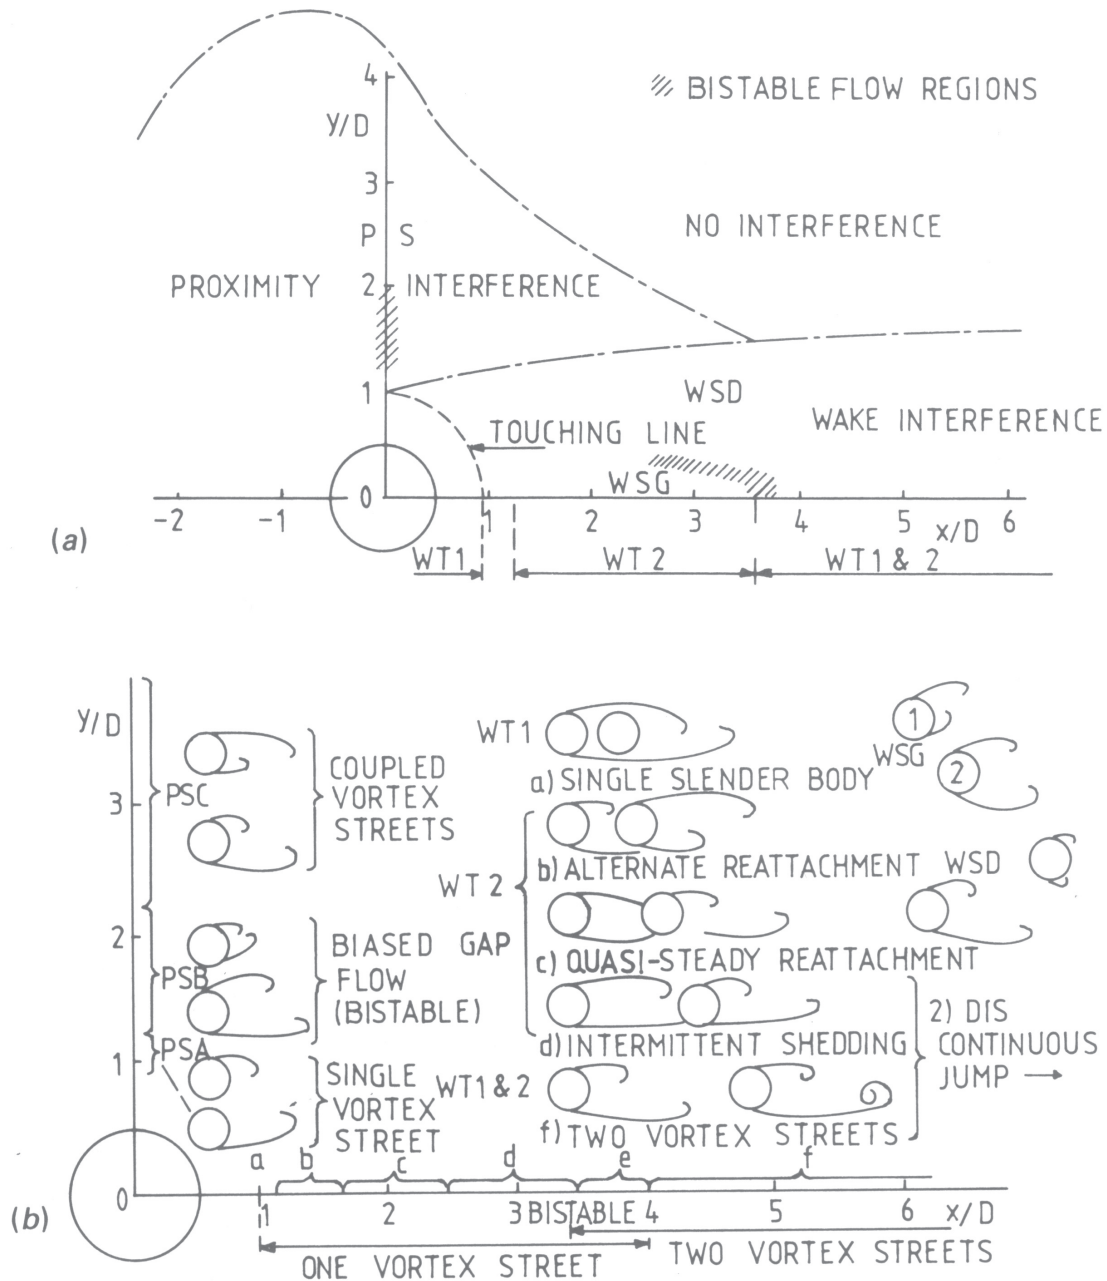 4
BISTABLE FLOW REGIONS
Y/D
3
NO INTERFERENCE
P S
PROXIMITY 2 INTERFERENCE
1
WSD
WAKE INTERFERENCE
TOUCHING LINE
WSG
0
-2 -1 1 2 3 4 5 x/D 6
(a)
WT1 WT 2 WT1 & 2
Y/D
WT1
1
WSG
COUPLED
VORTEX
STREETS
PSC
3
a) SINGLE SLENDER BODY
2
b) ALTERNATE REATTACHMENT WSD
WT 2
2
BIASED GAP
FLOW
(BISTABLE)
PSB
c) QUASI-STEADY REATTACHMENT
PSA
d) INTERMITTENT SHEDDING
2) DIS
CONTINUOUS
JUMP →
1
SINGLE
VORTEX
STREET
WT1 & 2
f) TWO VORTEX STREETS
a b c d e f
0
1 2 3 BISTABLE 4 5 6 x/D
(b)
ONE VORTEX STREET TWO VORTEX STREETS